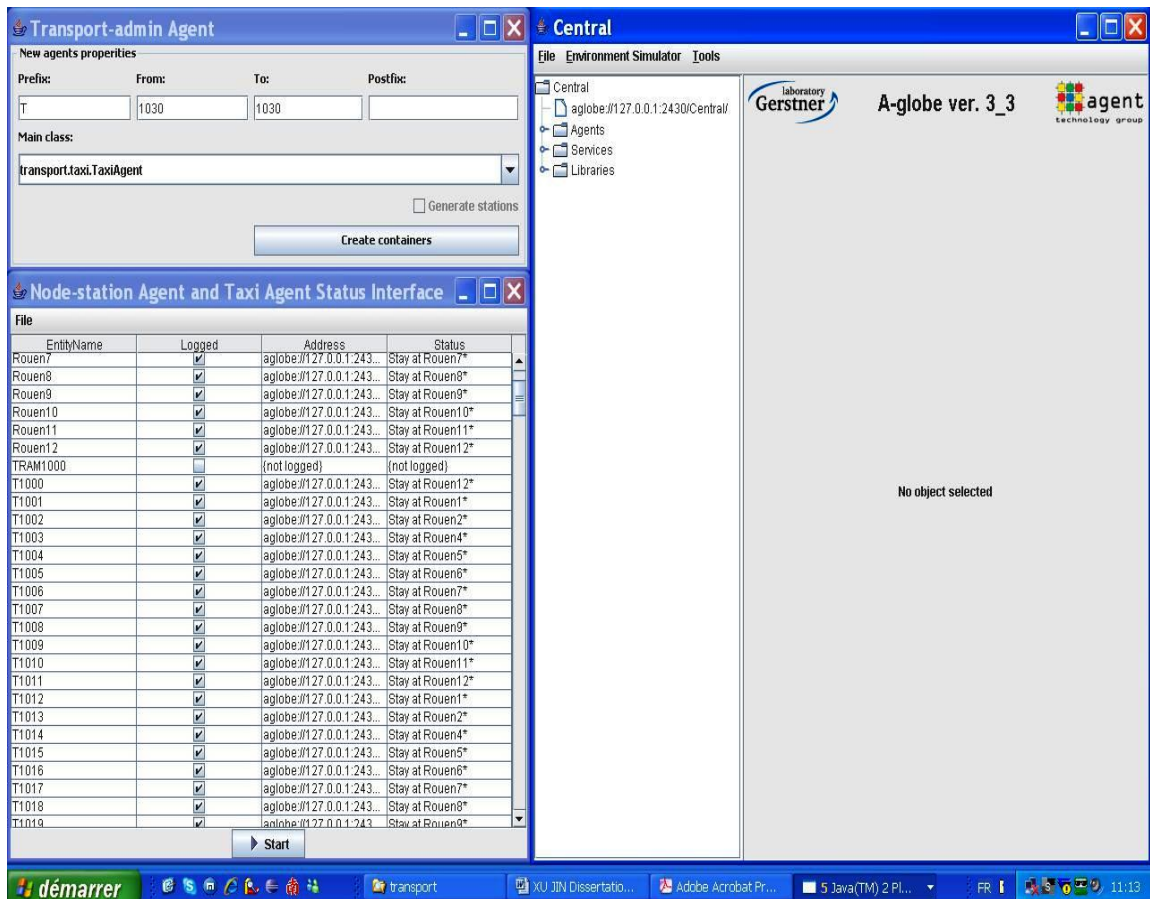 Transport-admin Agent
New agents properities
Prefix: From: To: Postfix:
T 1030 1030
Main class:
transport.taxi.TaxiAgent
Generate stations
Create containers
Node-station Agent and Taxi Agent Status Interface
File
EntityName Logged Address Status
Rouen7 aglobe://127.0.0.1:243... Stay at Rouen7*
Rouen8 aglobe://127.0.0.1:243... Stay at Rouen8*
Rouen9 aglobe://127.0.0.1:243... Stay at Rouen9*
Rouen10 aglobe://127.0.0.1:243... Stay at Rouen10*
Rouen11 aglobe://127.0.0.1:243... Stay at Rouen11*
Rouen12 aglobe://127.0.0.1:243... Stay at Rouen12*
TRAM1000 {not logged} {not logged}
T1000 aglobe://127.0.0.1:243... Stay at Rouen12*
T1001 aglobe://127.0.0.1:243... Stay at Rouen1*
T1002 aglobe://127.0.0.1:243... Stay at Rouen2*
T1003 aglobe://127.0.0.1:243... Stay at Rouen4*
T1004 aglobe://127.0.0.1:243... Stay at Rouen5*
T1005 aglobe://127.0.0.1:243... Stay at Rouen6*
T1006 aglobe://127.0.0.1:243... Stay at Rouen7*
T1007 aglobe://127.0.0.1:243... Stay at Rouen8*
T1008 aglobe://127.0.0.1:243... Stay at Rouen9*
T1009 aglobe://127.0.0.1:243... Stay at Rouen10*
T1010 aglobe://127.0.0.1:243... Stay at Rouen11*
T1011 aglobe://127.0.0.1:243... Stay at Rouen12*
T1012 aglobe://127.0.0.1:243... Stay at Rouen1*
T1013 aglobe://127.0.0.1:243... Stay at Rouen2*
T1014 aglobe://127.0.0.1:243... Stay at Rouen4*
T1015 aglobe://127.0.0.1:243... Stay at Rouen5*
T1016 aglobe://127.0.0.1:243... Stay at Rouen6*
T1017 aglobe://127.0.0.1:243... Stay at Rouen7*
T1018 aglobe://127.0.0.1:243... Stay at Rouen8*
T1019 aglobe://127.0.0.1:243... Stay at Rouen9*
Start
Central
File Environment Simulator Tools
Central
aglobe://127.0.0.1:2430/Central/
Agents
Services
Libraries
laboratory
Gerstner
A-globe ver. 3_3
agent
technology group
No object selected
démarrer transport XU JIN Dissertatio... Adobe Acrobat Pr... 5 Java(TM) 2 Pl... FR 11:13